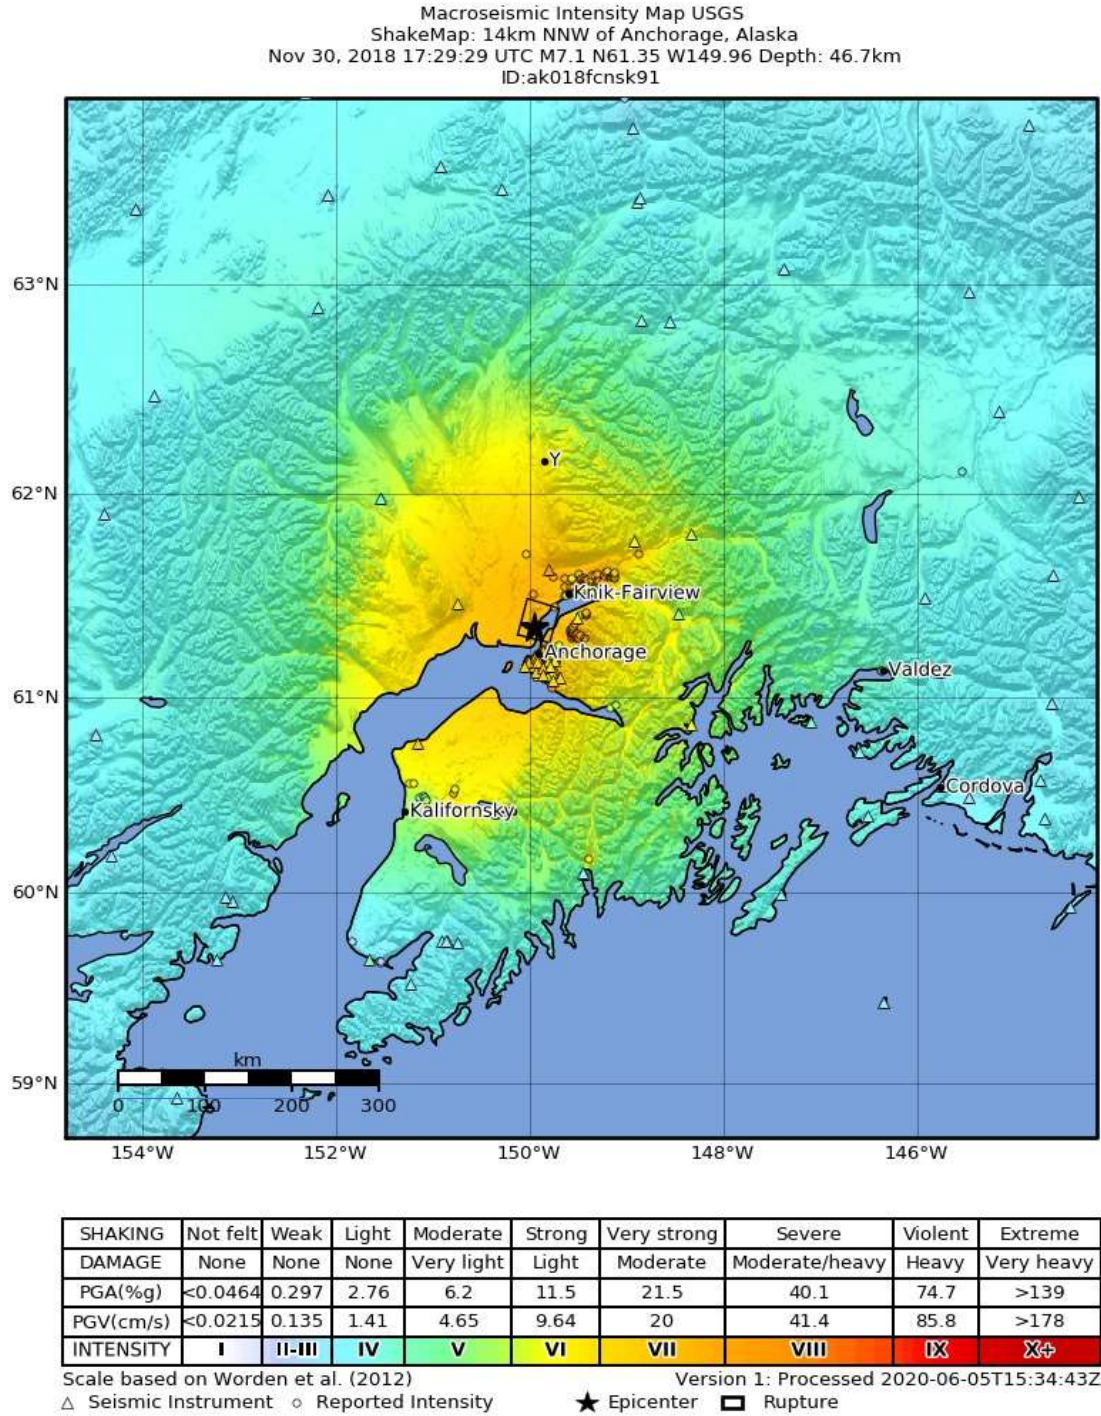 Macroseismic Intensity Map USGS
ShakeMap: 14km NNW of Anchorage, Alaska
Nov 30, 2018 17:29:29 UTC M7.1 N61.35 W149.96 Depth: 46.7km
ID:ak018fcnsk91
63°N
Y
62°N
Knik-Fairview
Anchorage
Valdez
61°N
Cordova
Kalifornsky
60°N
km
59°N
0 100 200 300
154°W 152°W 150°W 148°W 146°W
SHAKING Not felt Weak Light Moderate Strong Very strong Severe Violent Extreme
DAMAGE None None None Very light Light Moderate Moderate/heavy Heavy Very heavy
PGA(%g) <0.0464 0.297 2.76 6.2 11.5 21.5 40.1 74.7 >139
PGV(cm/s) <0.0215 0.135 1.41 4.65 9.64 20 41.4 85.8 >178
INTENSITY I II-III IV V VI VII VIII IX X+
Scale based on Worden et al. (2012) Version 1: Processed 2020-06-05T15:34:43Z
Seismic Instrument Reported Intensity Epicenter Rupture